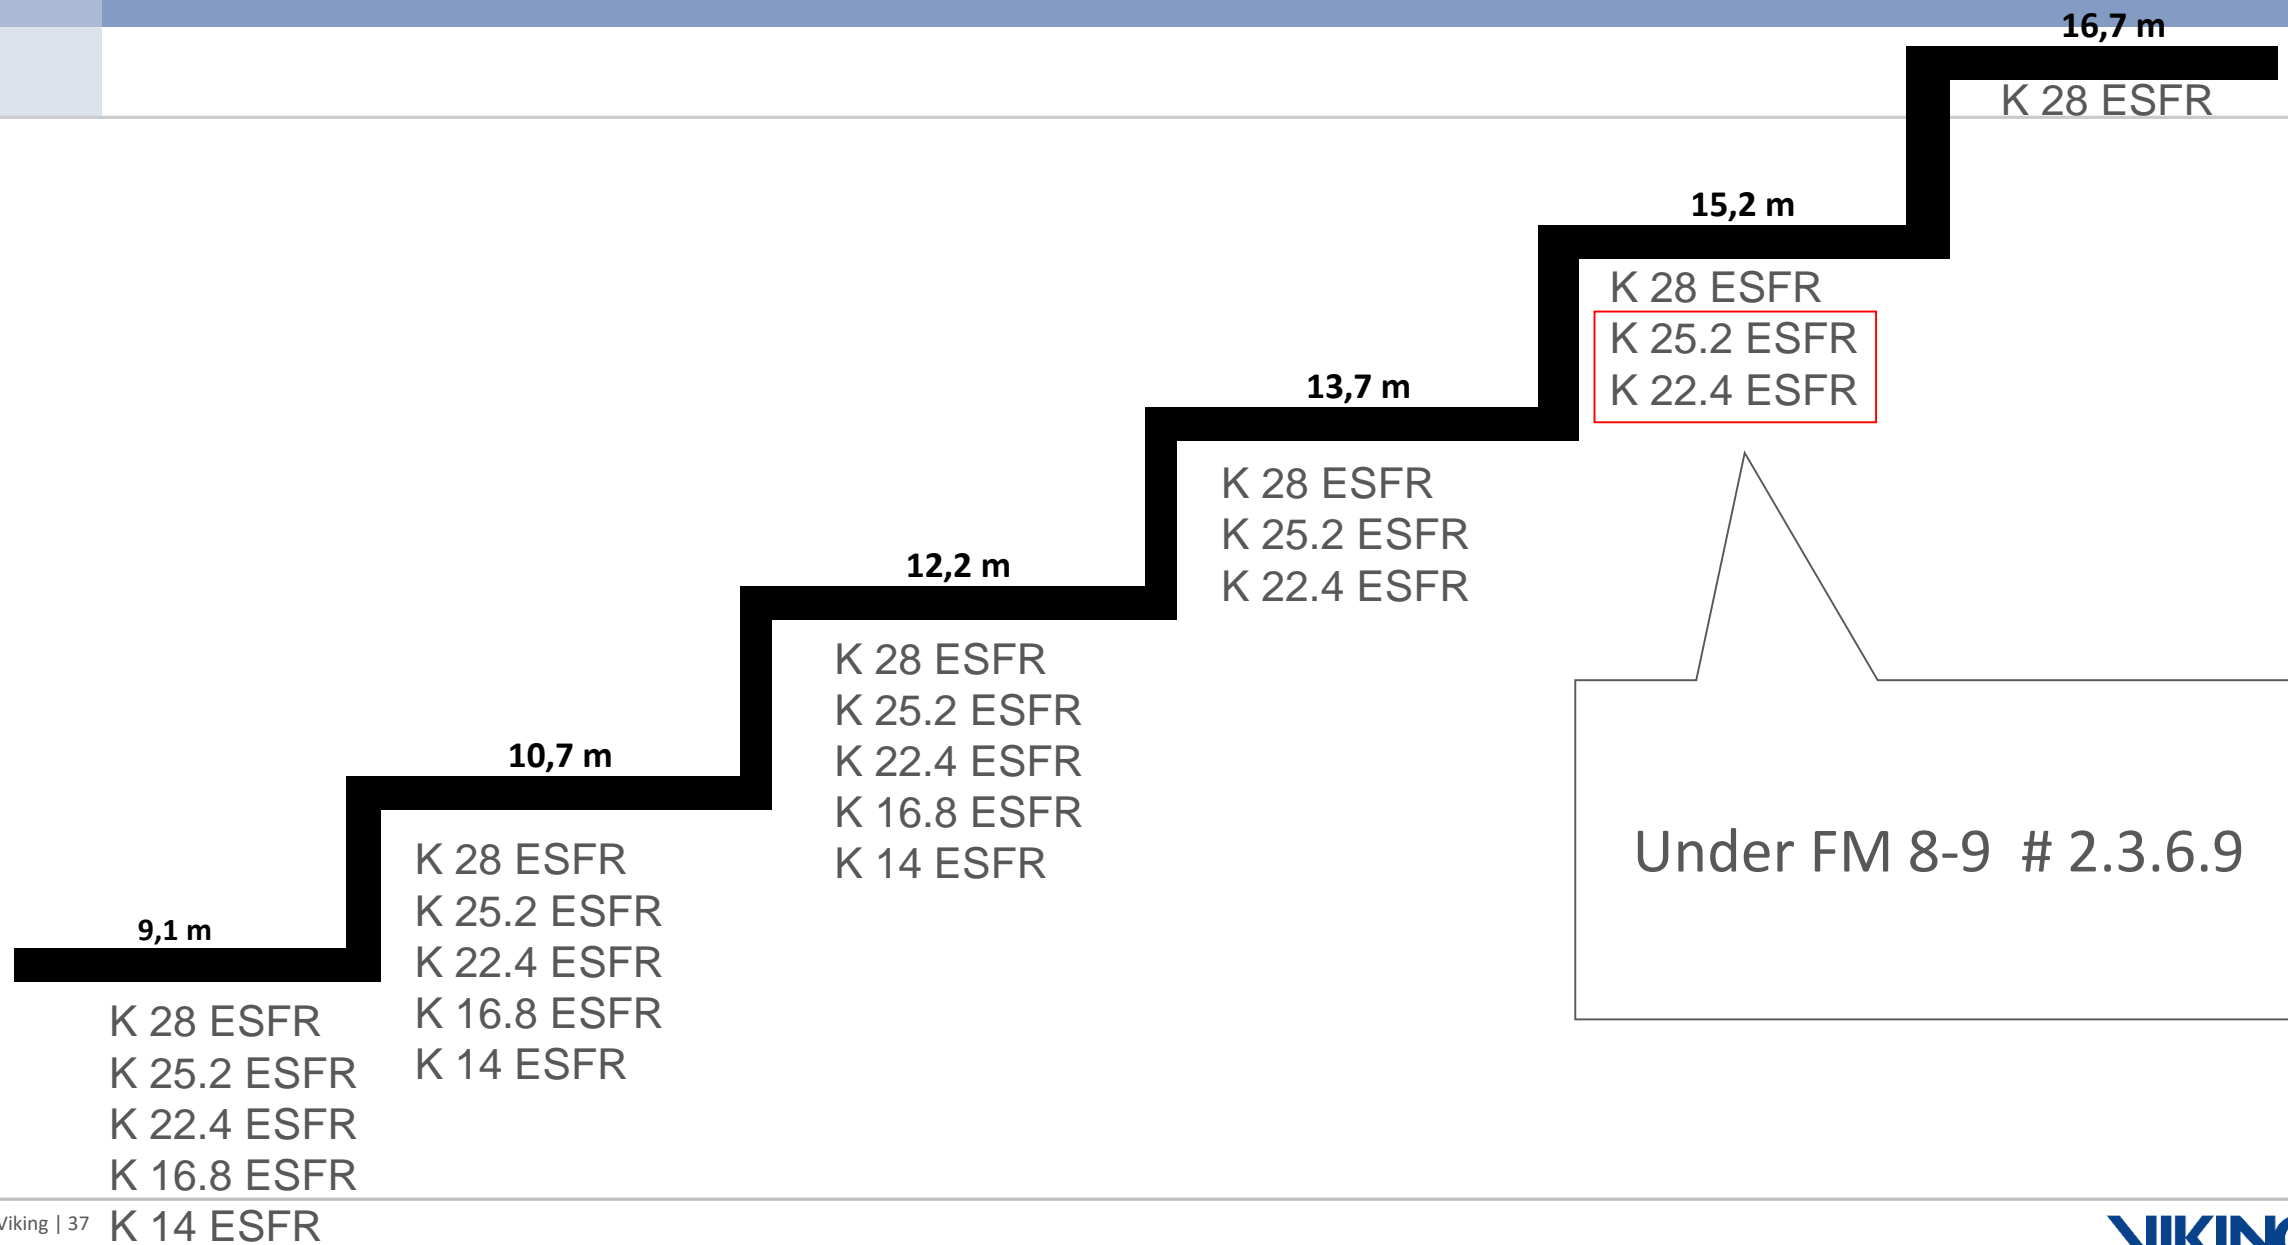 16,7 m
K 28 ESFR
15,2 m
K 28 ESFR
K 25.2 ESFR
K 22.4 ESFR
13,7 m
K 28 ESFR
K 25.2 ESFR
K 22.4 ESFR
12,2 m
K 28 ESFR
K 25.2 ESFR
K 22.4 ESFR
K 16.8 ESFR
K 14 ESFR
10,7 m
K 28 ESFR
K 25.2 ESFR
K 22.4 ESFR
K 16.8 ESFR
K 14 ESFR
9,1 m
K 28 ESFR
K 25.2 ESFR
K 22.4 ESFR
K 16.8 ESFR
K 14 ESFR
Under FM 8-9 # 2.3.6.9
Viking | 37
VIKING